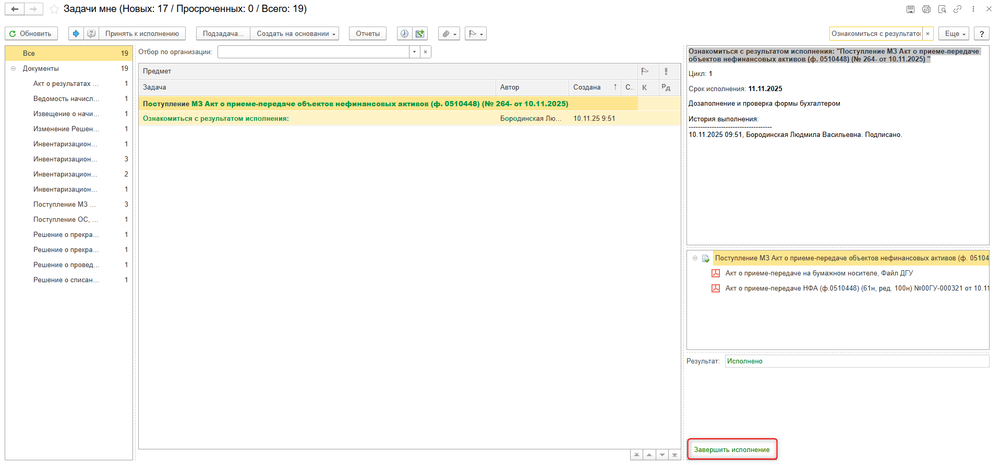 Задачи мне (Новых: 17 / Просроченных: 0 / Всего: 19)
Обновить
Принять к исполнению
Подзадача...
Создать на основании
Отчеты
Ознакомиться с результато
×
Еще
?
Все 19
Документы 19
Акт о результатах ... 1
Ведомость начисл... 1
Извещение о начи... 1
Изменение Решен... 1
Инвентаризацион... 1
Инвентаризацион... 3
Инвентаризацион... 2
Инвентаризацион... 1
Поступление МЗ ... 3
Поступление ОС, ... 1
Решение о прекра... 1
Решение о прекра... 1
Решение о провед... 1
Решение о списан... 1
Отбор по организации:
Предмет
Задача Автор Создана ↑ С.. К Рд
Поступление МЗ Акт о приеме-передаче объектов нефинансовых активов (ф. 0510448) (№ 264- от 10.11.2025)
Ознакомиться с результатом исполнения: Бородинская Лю... 10.11.25 9:51
Ознакомиться с результатом исполнения: "Поступление МЗ Акт о приеме-передаче
объектов нефинансовых активов (ф. 0510448) (№ 264- от 10.11.2025) "
Цикл: 1
Срок исполнения: 11.11.2025
Дозаполнение и проверка формы бухгалтером
История выполнения:
------------------------------------
10.11.2025 09:51, Бородинская Людмила Васильевна. Подписано.
Поступление МЗ Акт о приеме-передаче объектов нефинансовых активов (ф. 05104
Акт о приеме-передаче на бумажном носителе, Файл ДГУ
Акт о приеме-передаче НФА (ф.0510448) (61н, ред. 100н) №00ГУ-000321 от 10.11
Результат: Исполнено
Завершить исполнение